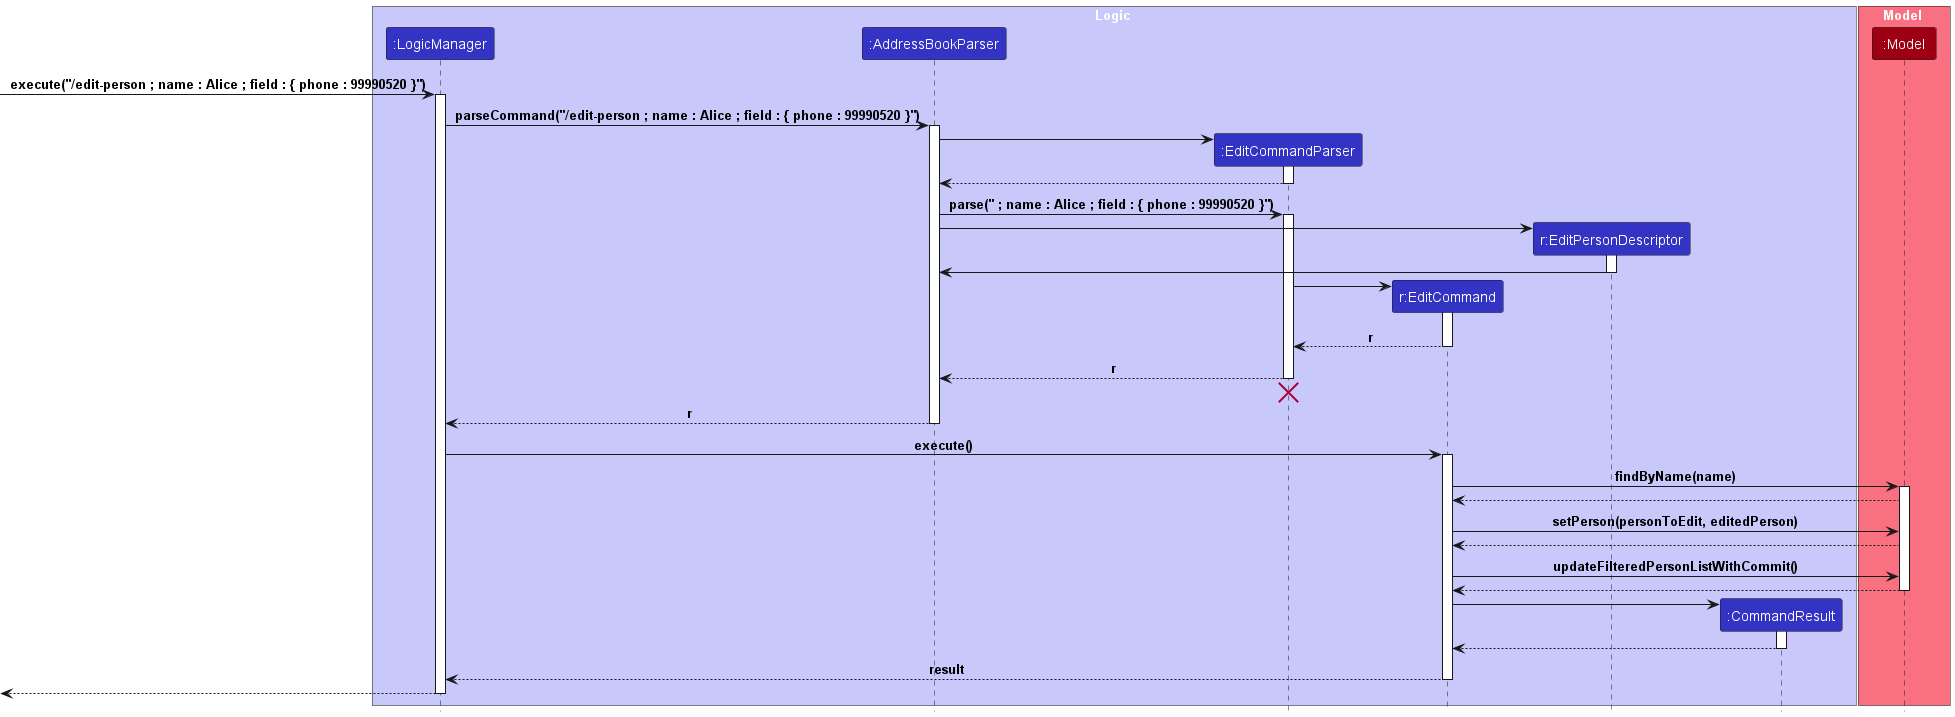 Logic
Model
:LogicManager
:AddressBookParser
:Model
execute("/edit-person ; name : Alice ; field : { phone : 99990520 }")
parseCommand("/edit-person ; name : Alice ; field : { phone : 99990520 }")
:EditCommandParser
parse(" ; name : Alice ; field : { phone : 99990520 }")
r:EditPersonDescriptor
r:EditCommand
r
r
r
execute()
findByName(name)
setPerson(personToEdit, editedPerson)
updateFilteredPersonListWithCommit()
:CommandResult
result